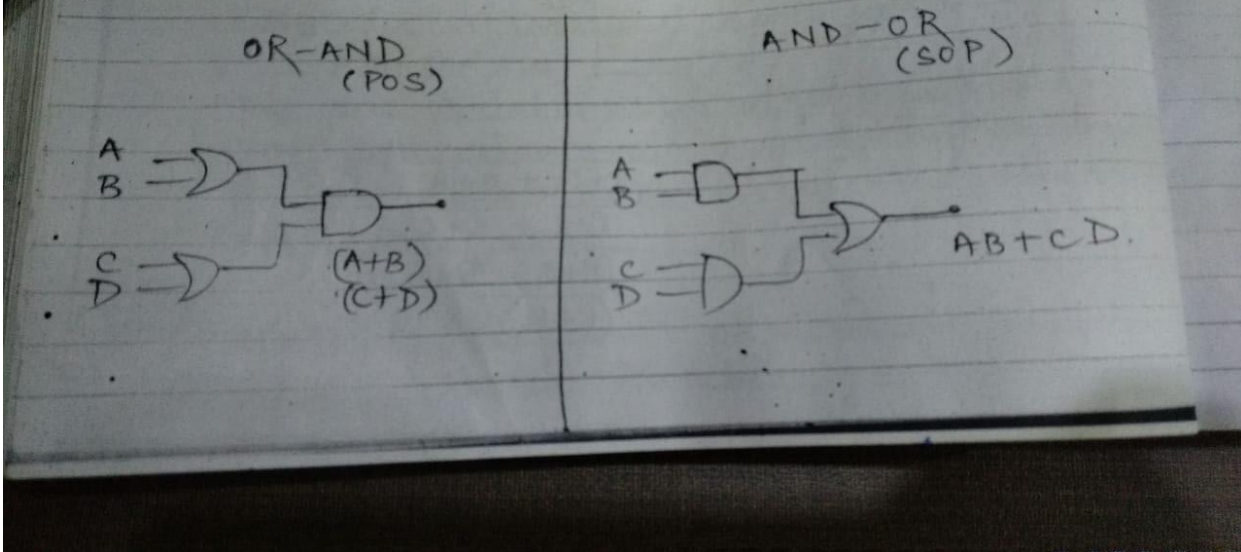 OR-AND
(POS)
A
B
C
D
(A+B)
(C+D)
AND-OR
(SOP)
A
B
C
D
AB+CD.